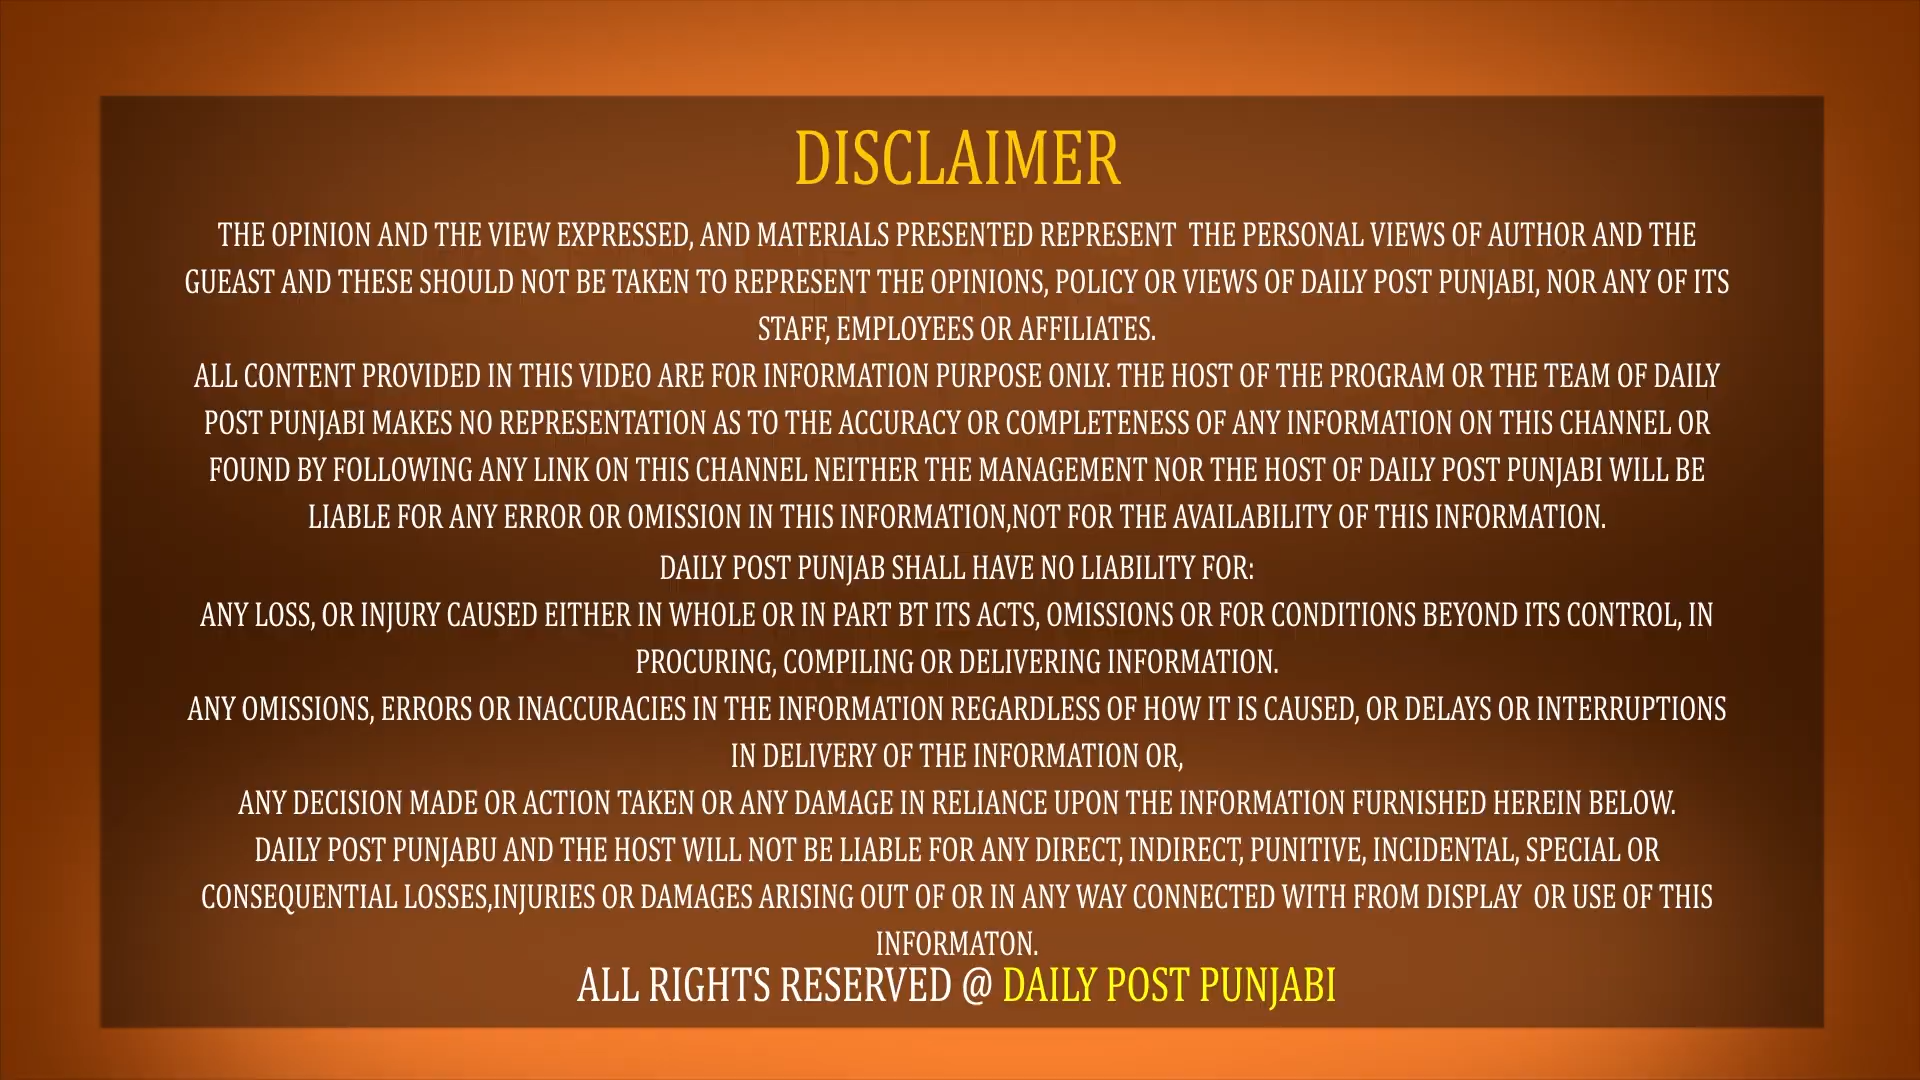 DISCLAIMER
THE OPINION AND THE VIEW EXPRESSED, AND MATERIALS PRESENTED REPRESENT  THE PERSONAL VIEWS OF AUTHOR AND THE
GUEAST AND THESE SHOULD NOT BE TAKEN TO REPRESENT THE OPINIONS, POLICY OR VIEWS OF DAILY POST PUNJABI, NOR ANY OF ITS
STAFF, EMPLOYEES OR AFFILIATES.
ALL CONTENT PROVIDED IN THIS VIDEO ARE FOR INFORMATION PURPOSE ONLY. THE HOST OF THE PROGRAM OR THE TEAM OF DAILY
POST PUNJABI MAKES NO REPRESENTATION AS TO THE ACCURACY OR COMPLETENESS OF ANY INFORMATION ON THIS CHANNEL OR
FOUND BY FOLLOWING ANY LINK ON THIS CHANNEL NEITHER THE MANAGEMENT NOR THE HOST OF DAILY POST PUNJABI WILL BE
LIABLE FOR ANY ERROR OR OMISSION IN THIS INFORMATION,NOT FOR THE AVAILABILITY OF THIS INFORMATION.
DAILY POST PUNJAB SHALL HAVE NO LIABILITY FOR:
ANY LOSS, OR INJURY CAUSED EITHER IN WHOLE OR IN PART BT ITS ACTS, OMISSIONS OR FOR CONDITIONS BEYOND ITS CONTROL, IN
PROCURING, COMPILING OR DELIVERING INFORMATION.
ANY OMISSIONS, ERRORS OR INACCURACIES IN THE INFORMATION REGARDLESS OF HOW IT IS CAUSED, OR DELAYS OR INTERRUPTIONS
IN DELIVERY OF THE INFORMATION OR,
ANY DECISION MADE OR ACTION TAKEN OR ANY DAMAGE IN RELIANCE UPON THE INFORMATION FURNISHED HEREIN BELOW.
DAILY POST PUNJABU AND THE HOST WILL NOT BE LIABLE FOR ANY DIRECT, INDIRECT, PUNITIVE, INCIDENTAL, SPECIAL OR
CONSEQUENTIAL LOSSES,INJURIES OR DAMAGES ARISING OUT OF OR IN ANY WAY CONNECTED WITH FROM DISPLAY  OR USE OF THIS
INFORMATON.
ALL RIGHTS RESERVED @ DAILY POST PUNJABI